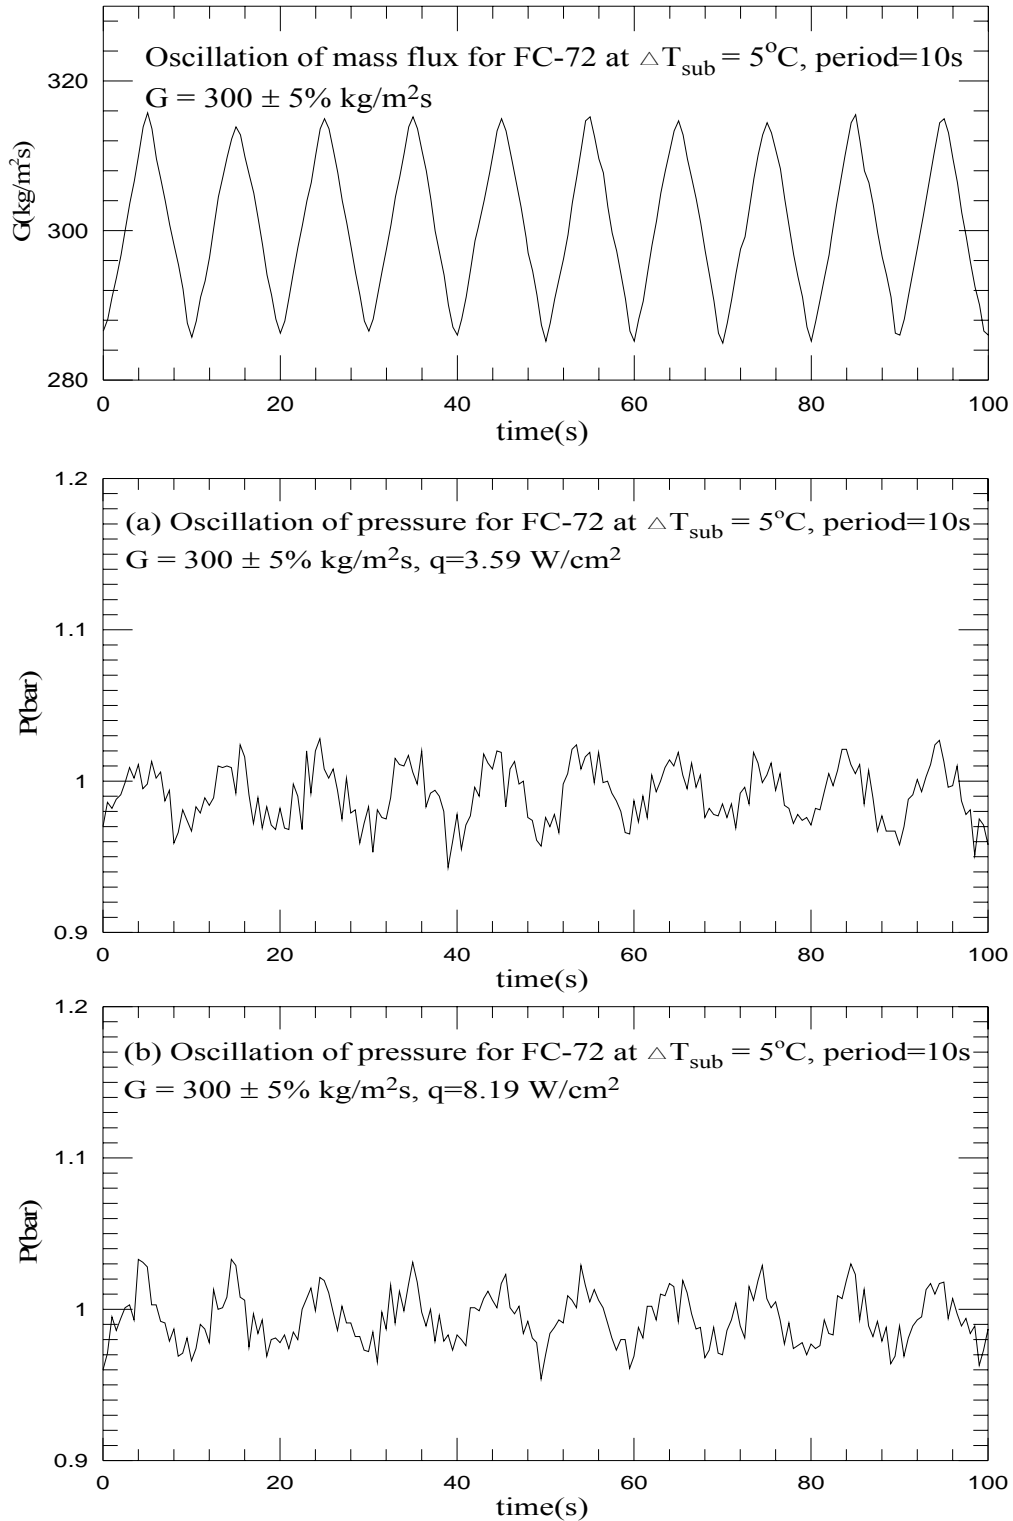 Oscillation of mass flux for FC-72 at △Tsub = 5°C, period=10s
G = 300 ± 5% kg/m²s
320
300
280
G(kg/m²s)
0 20 40 60 80 100
time(s)
1.2
(a) Oscillation of pressure for FC-72 at △Tsub = 5°C, period=10s
G = 300 ± 5% kg/m²s, q=3.59 W/cm²
1.1
P(bar)
1
0.9
0 20 40 60 80 100
time(s)
1.2
(b) Oscillation of pressure for FC-72 at △Tsub = 5°C, period=10s
G = 300 ± 5% kg/m²s, q=8.19 W/cm²
1.1
P(bar)
1
0.9
0 20 40 60 80 100
time(s)